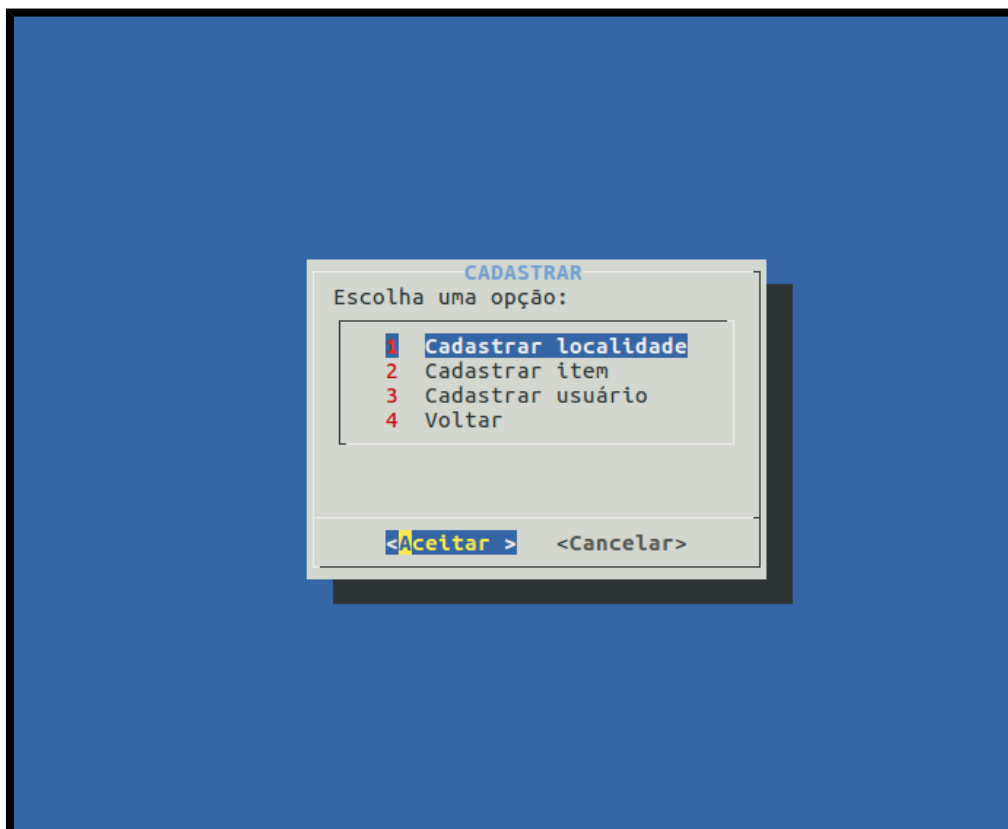 CADASTRAR
Escolha uma opção:
1 Cadastrar localidade
2 Cadastrar item
3 Cadastrar usuário
4 Voltar
<Aceitar > <Cancelar>